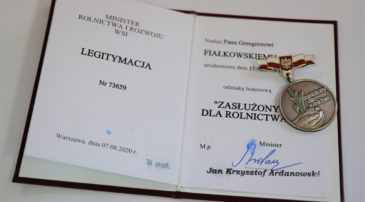 MINISTER
ROLNICTWA I ROZWOJU
WSI
LEGITYMACJA
Nr 73659
Warszawa, dnia 07.08.2020 r.
Nadaję Panu Grzegorzowi
FIAŁKOWSKIEMU
urodzonemu dnia
odznakę honorową
"ZASŁUŻONY
DLA ROLNICTWA
Minister
M.p
Jan Krzysztof Ardanowski